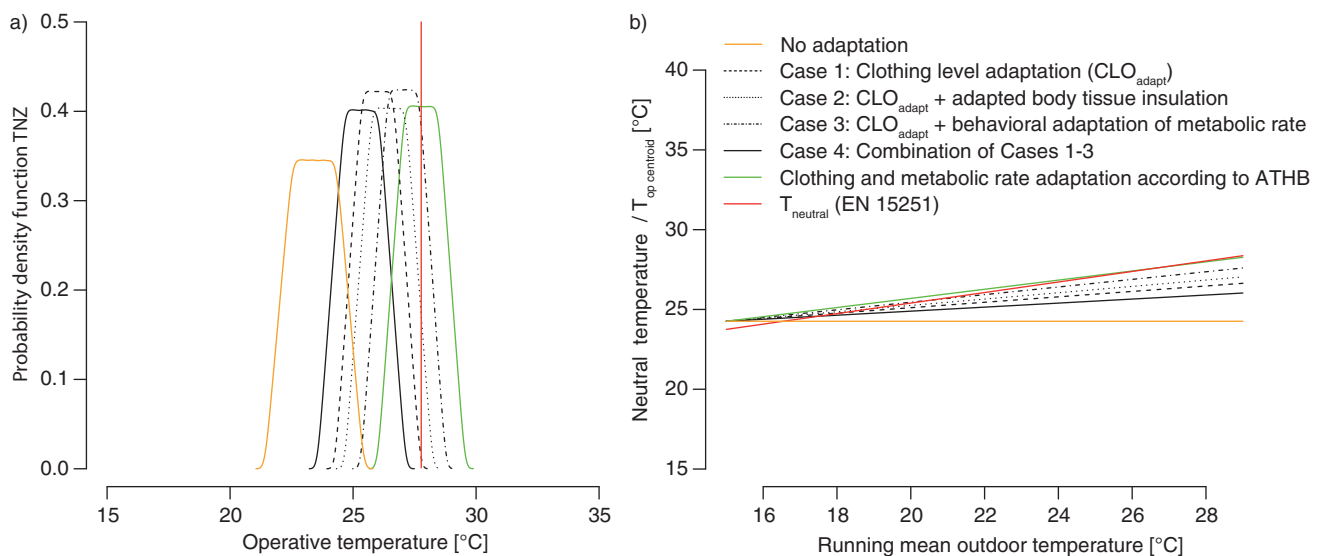 a)
0.5
0.4
0.3
0.2
0.1
0.0
Probability density function TNZ
15 20 25 30 35
Operative temperature [°C]
b)
No adaptation
Case 1: Clothing level adaptation (CLOadapt)
Case 2: CLOadapt + adapted body tissue insulation
Case 3: CLOadapt + behavioral adaptation of metabolic rate
Case 4: Combination of Cases 1-3
Clothing and metabolic rate adaptation according to ATHB
Tneutral (EN 15251)
40
35
30
25
20
15
Neutral temperature / Top centroid [°C]
16 18 20 22 24 26 28
Running mean outdoor temperature [°C]